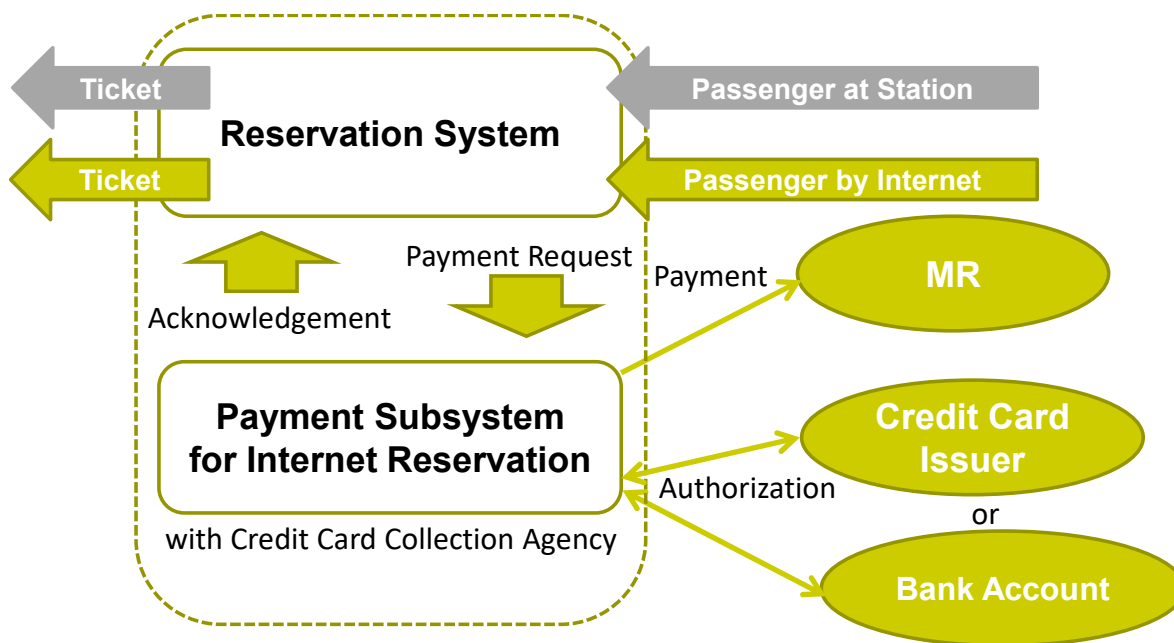 Ticket
Passenger at Station
Reservation System
Ticket
Passenger by Internet
Payment Request
Payment
MR
Acknowledgement
Payment Subsystem
for Internet Reservation
Credit Card
Issuer
Authorization
or
with Credit Card Collection Agency
Bank Account